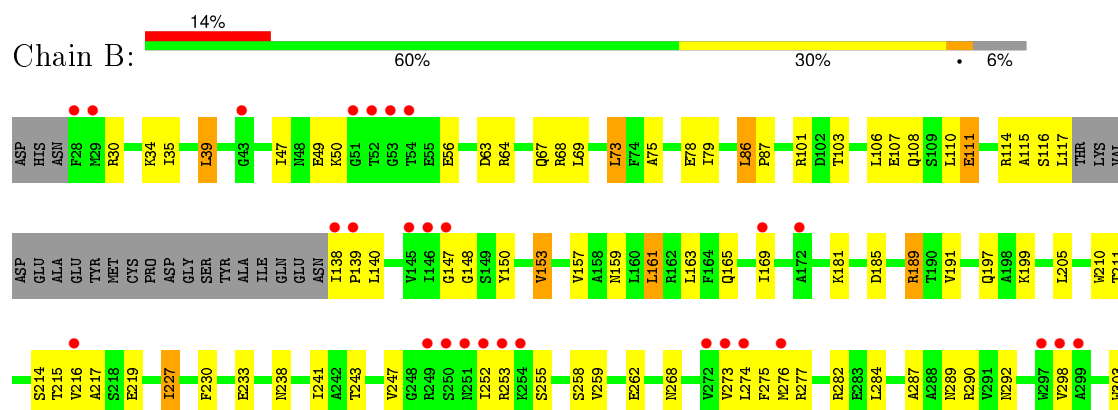 14%
Chain B:
60% 30% • 6%
ASP HIS ASN F28 M29 R30 K34 I35 L39 G43 I47 N48 E49 K50 G51 T52 G53 T54 E55 E56 D63 R64 Q67 R68 L69 L73 F74 A75 E78 I79 L86 P87 R101 D102 T103 L106 E107 Q108 S109 L110 E111 R114 A115 S116 L117 THR LYS VAL
ASP GLU ALA GLU TYR MET CYS PRO ASP GLY SER TYR ALA ILE GLN GLU ASN I138 P139 L140 V145 I146 G147 G148 S149 Y150 V153 V157 A158 N159 L160 L161 R162 L163 F164 Q165 I169 A172 K181 D185 R189 T190 V191 Q197 A198 K199 L205 W210 T211
S214 T215 V216 A217 S218 E219 I227 F230 E233 N238 I241 A242 T243 V247 G248 R249 S250 N251 I252 R253 K254 S255 S258 V259 E262 N268 V272 V273 L274 F275 M276 R277 R282 E283 L284 A287 A288 N289 R290 V291 N292 W297 V298 A299